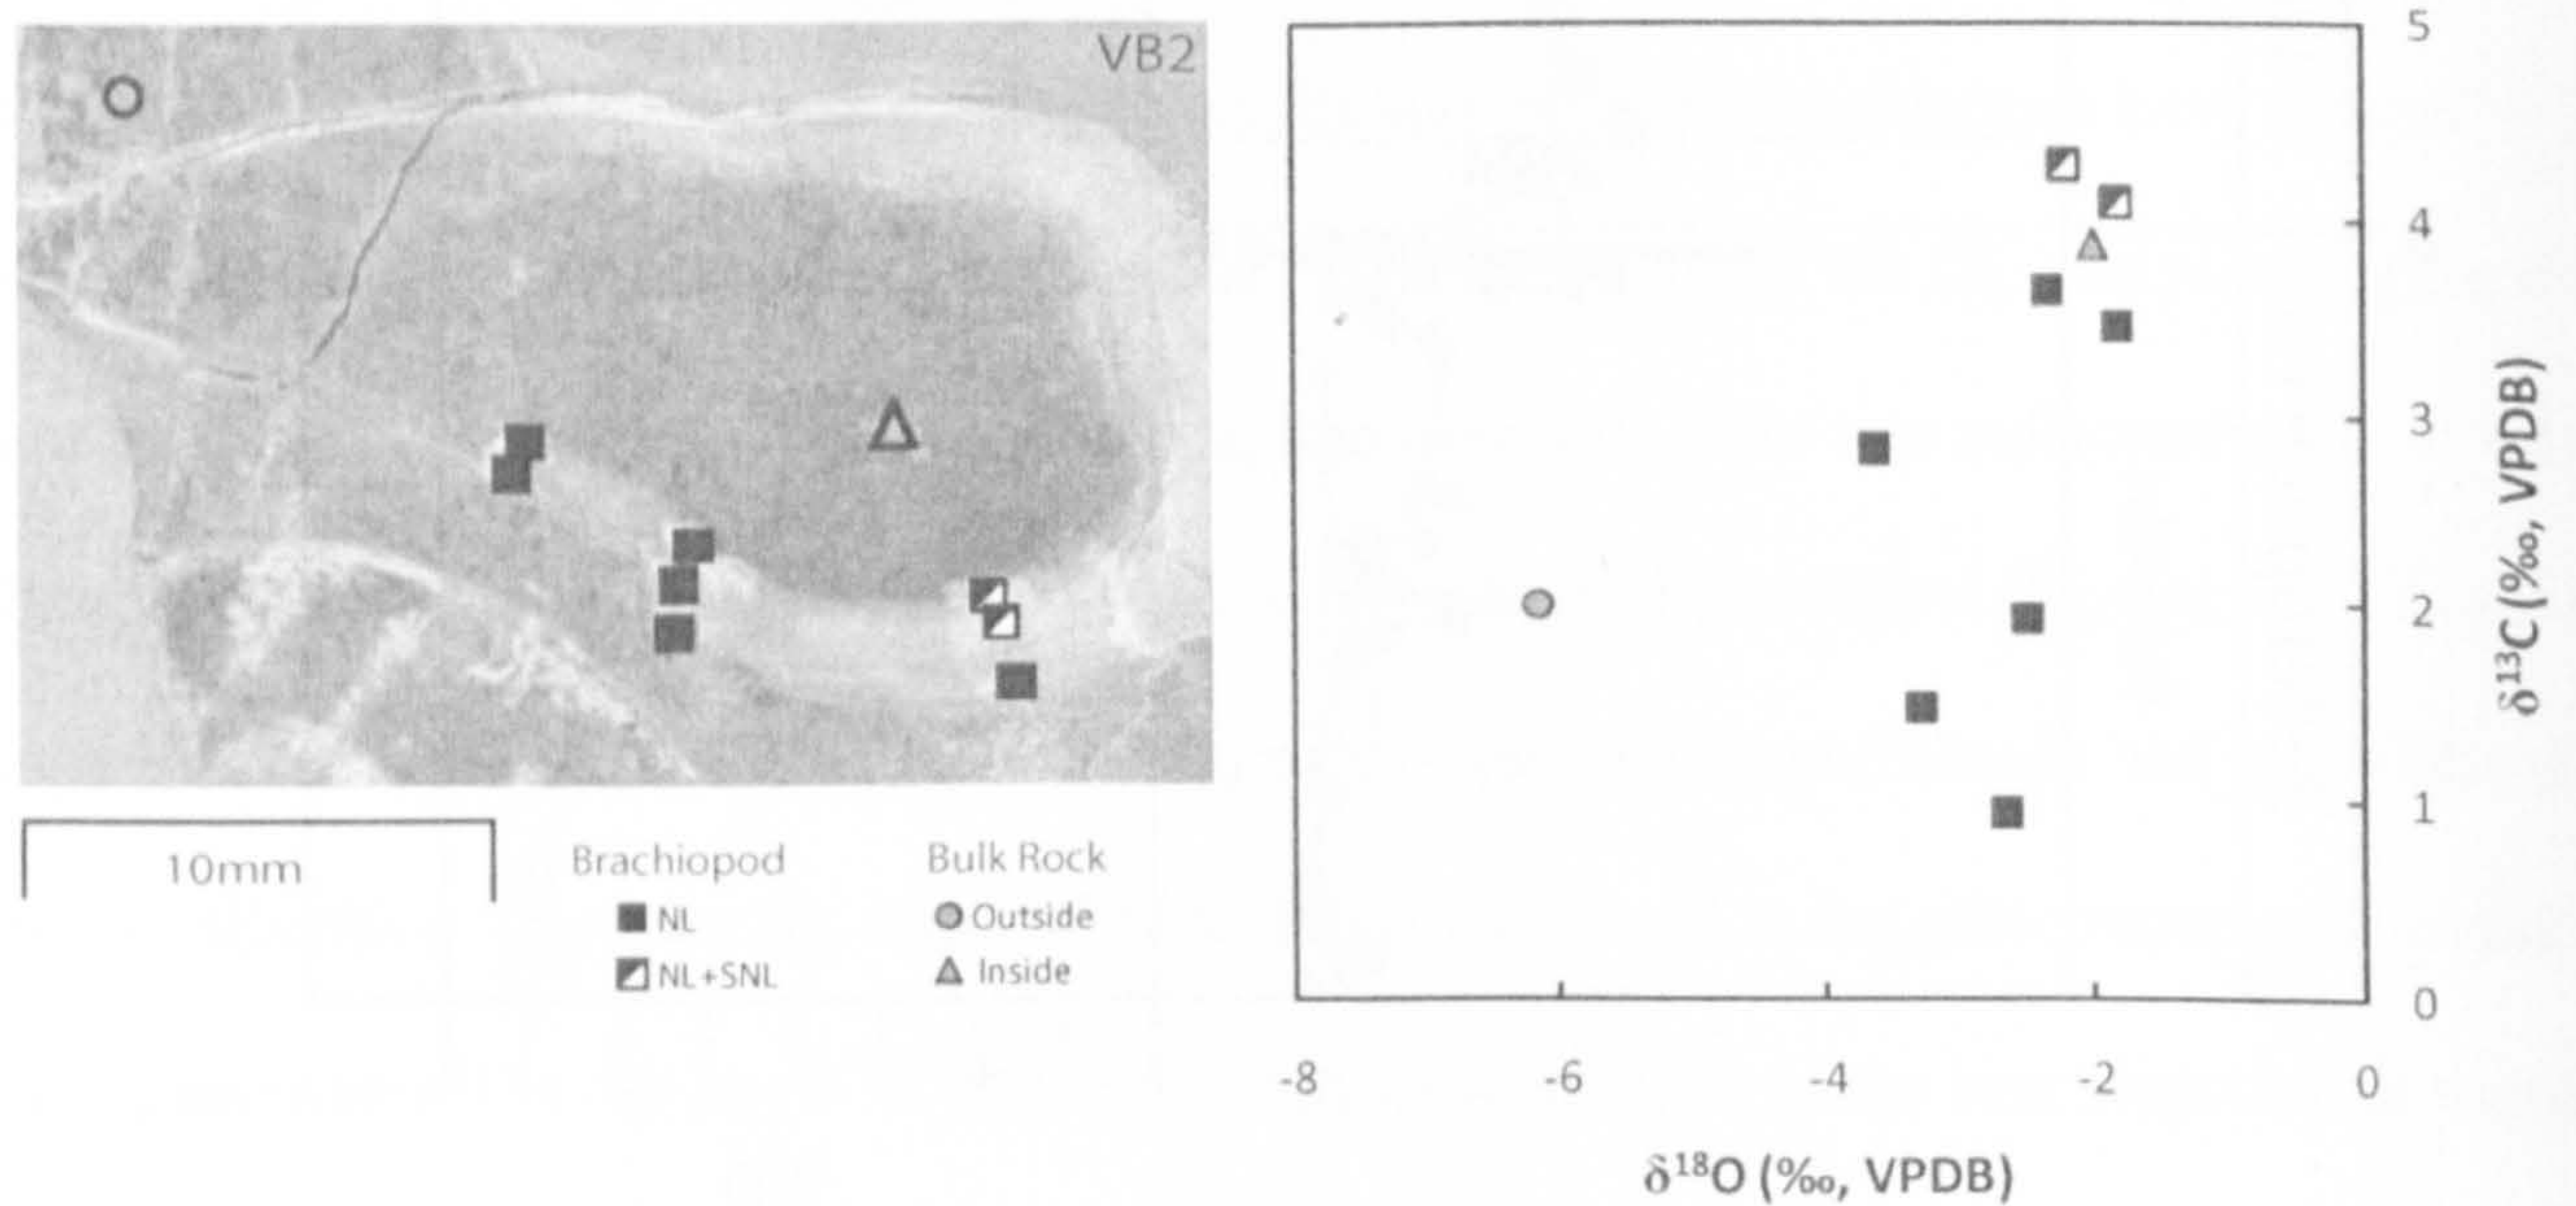 VB2
10mm
Brachiopod
NL
NL+SNL
Bulk Rock
Outside
Inside
5
4
3
2
1
0
δ¹³C (‰, VPDB)
-8 -6 -4 -2 0
δ¹⁸O (‰, VPDB)